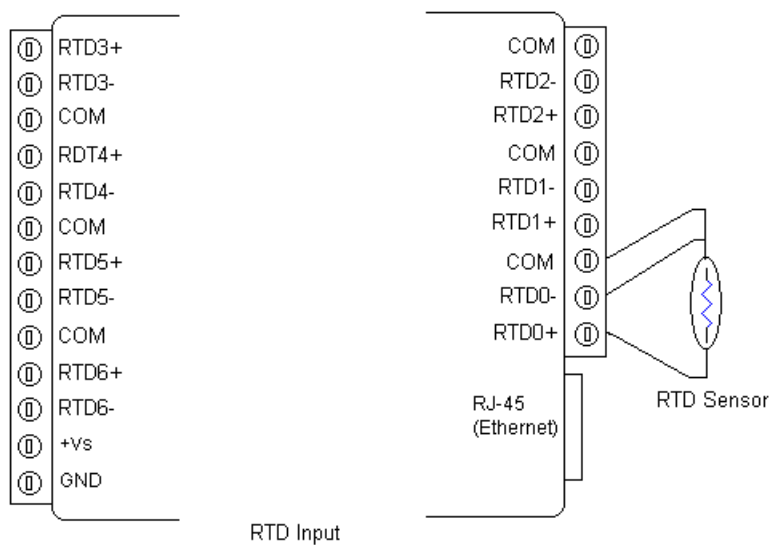 RTD3+
RTD3-
COM
RDT4+
RTD4-
COM
RTD5+
RTD5-
COM
RTD6+
RTD6-
+Vs
GND
COM
RTD2-
RTD2+
COM
RTD1-
RTD1+
COM
RTD0-
RTD0+
RJ-45
(Ethernet)
RTD Sensor
RTD Input